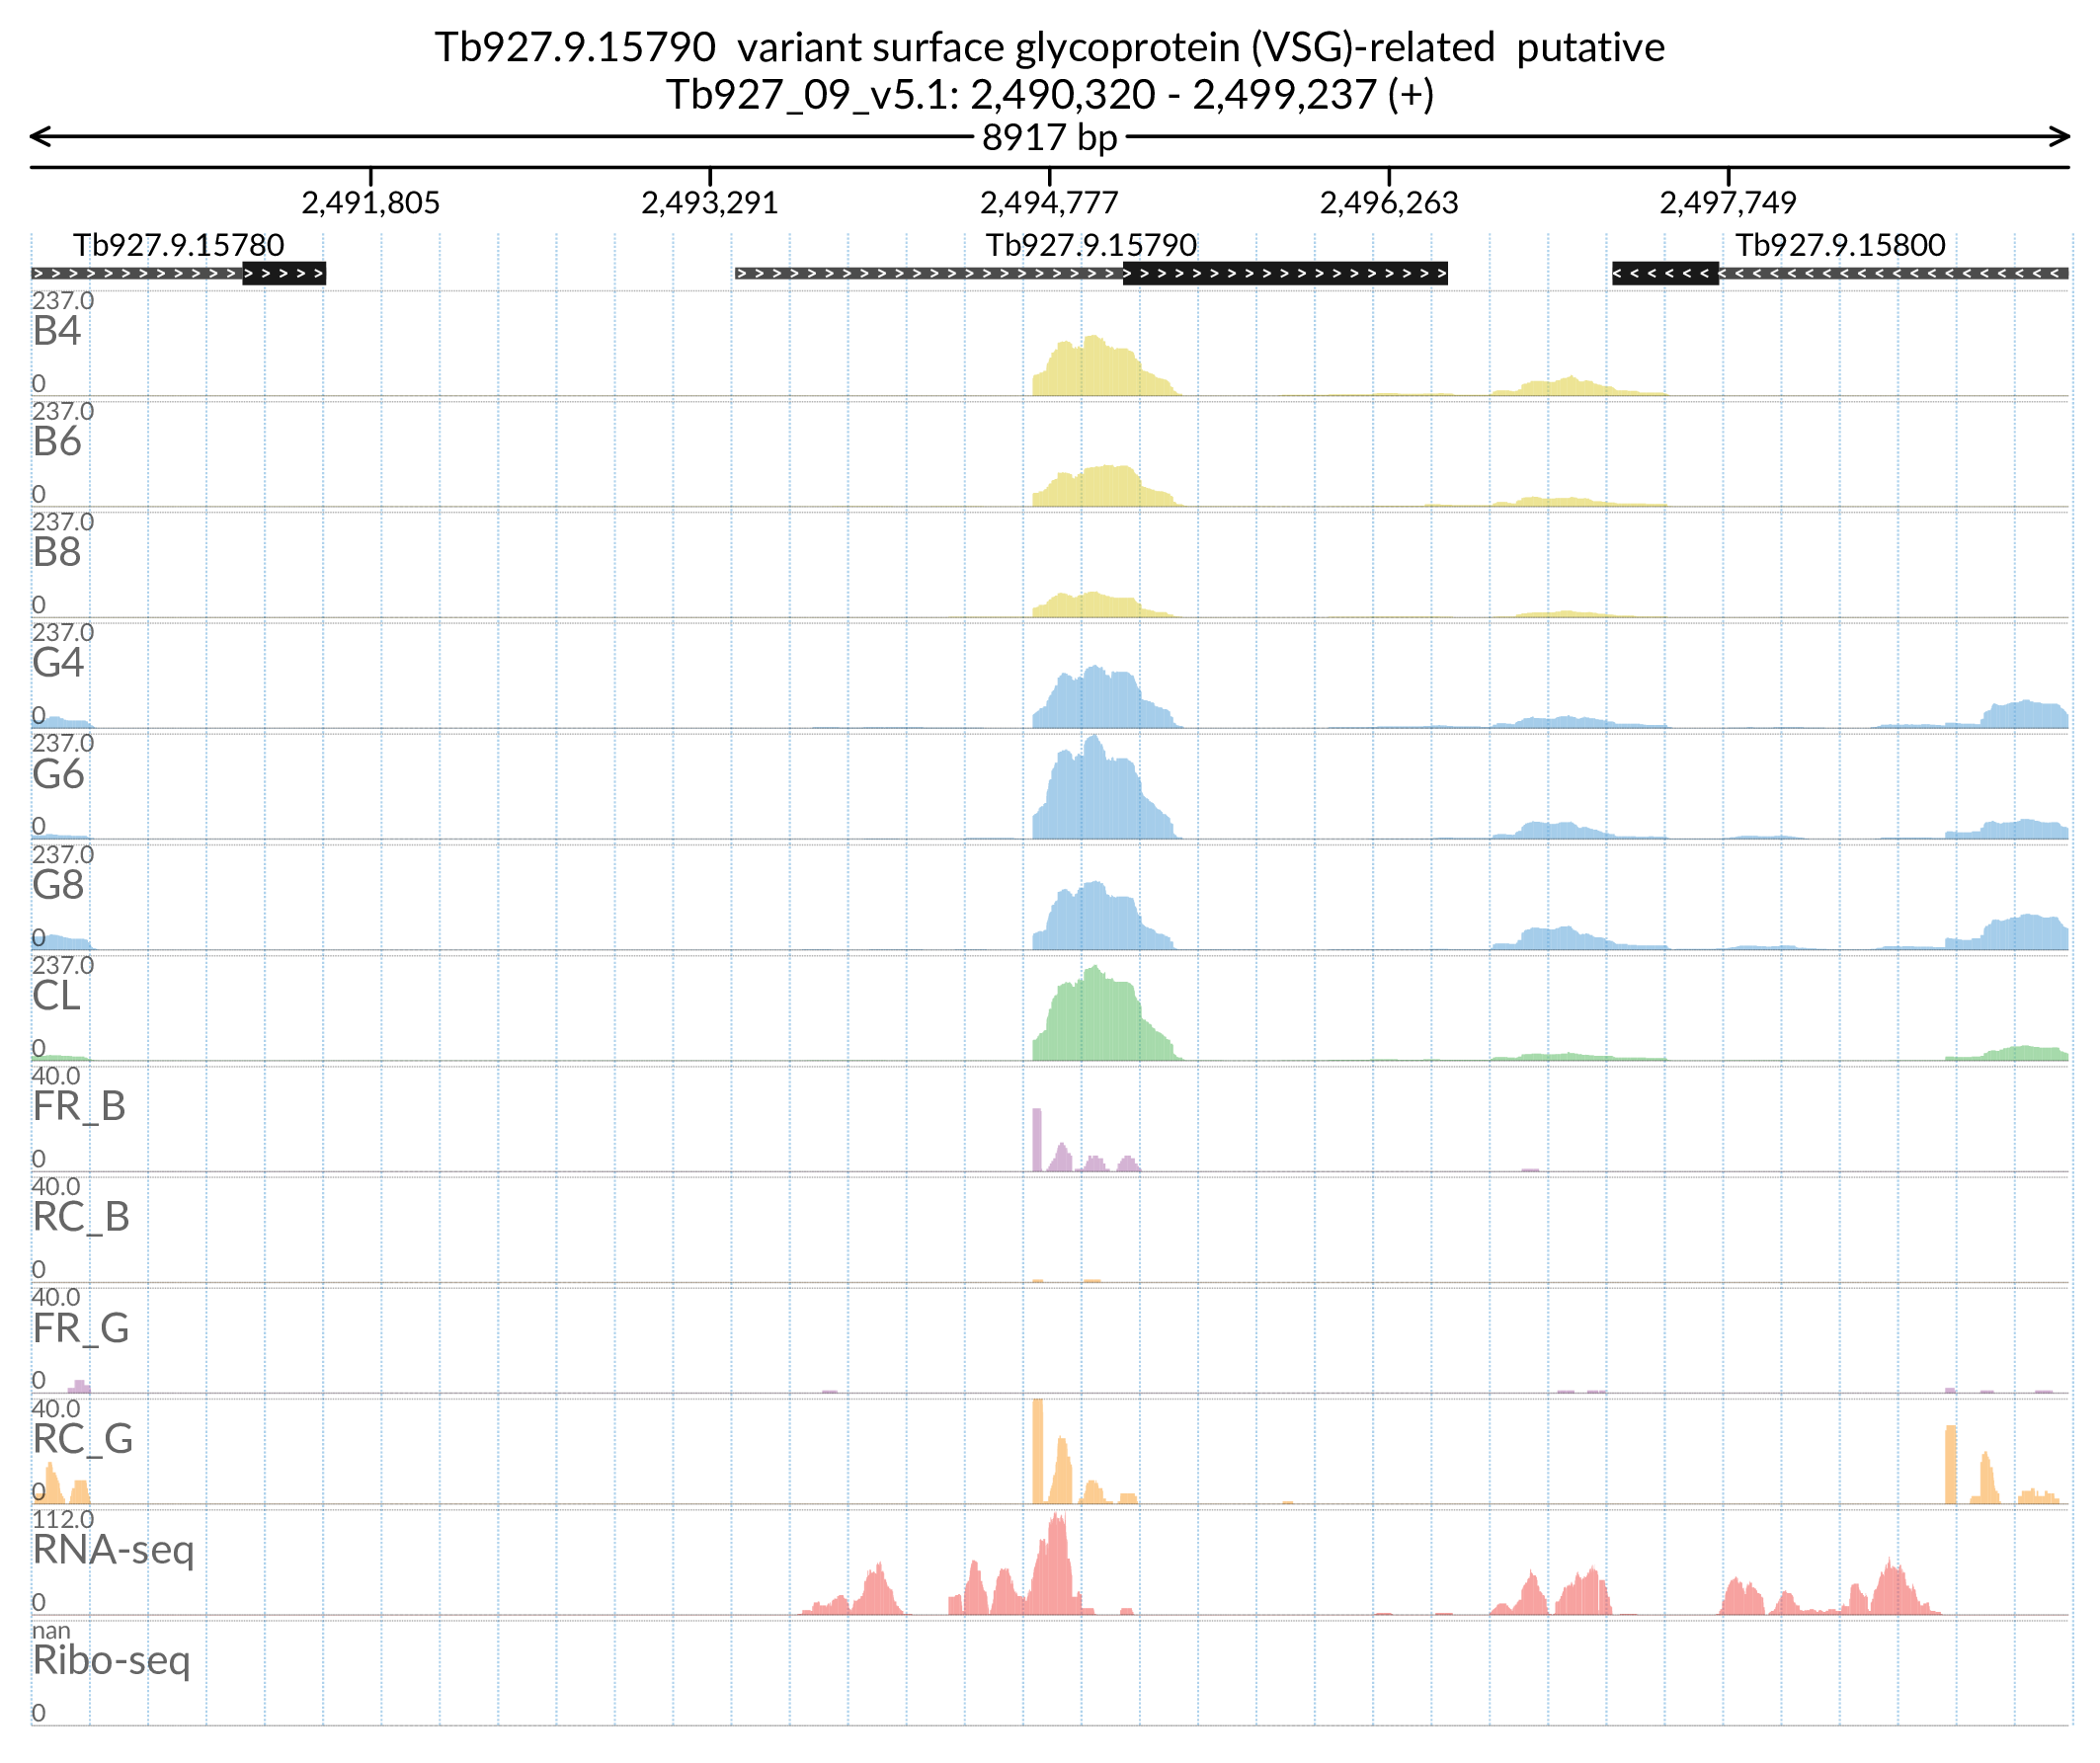 Tb927.9.15790  variant surface glycoprotein (VSG)-related  putative
Tb927_09_v5.1: 2,490,320 - 2,499,237 (+)
8917 bp
2,491,805 2,493,291 2,494,777 2,496,263 2,497,749
Tb927.9.15780 Tb927.9.15790 Tb927.9.15800
237.0
B4
0
237.0
B6
0
237.0
B8
0
237.0
G4
0
237.0
G6
0
237.0
G8
0
237.0
CL
0
40.0
FR_B
0
40.0
RC_B
0
40.0
FR_G
0
40.0
RC_G
0
112.0
RNA-seq
0
nan
Ribo-seq
0